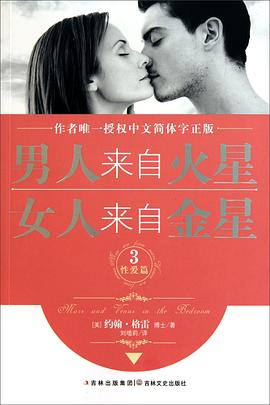 作者唯一授权中文简体字正版
男人来自火星
女人来自金星
3
性爱篇
Mars and Venus in the Bedroom
[美] 约翰·格雷 博士/著
刘培莉/译
吉林出版集团 吉林文史出版社